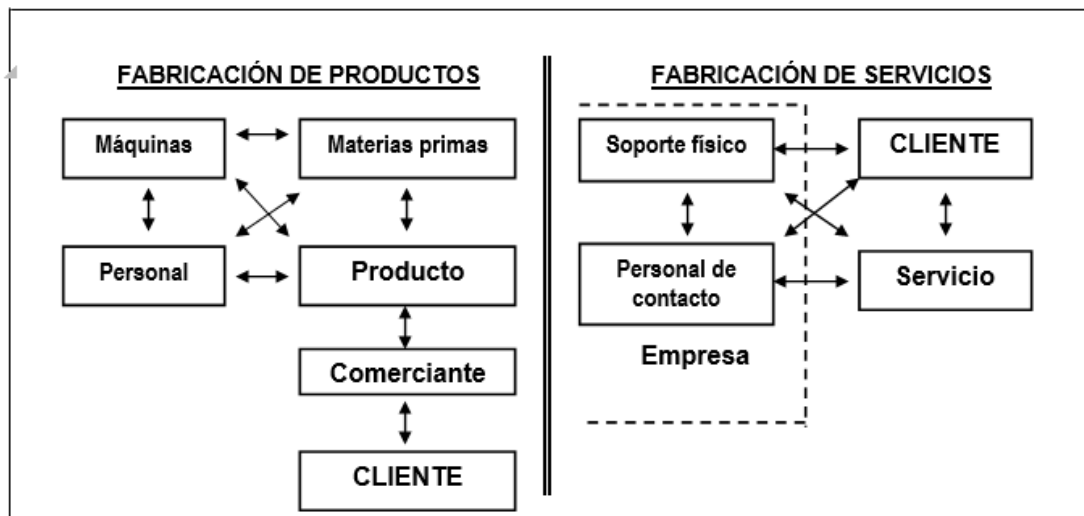 FABRICACIÓN DE PRODUCTOS
Máquinas
Materias primas
Personal
Producto
Comerciante
CLIENTE
FABRICACIÓN DE SERVICIOS
Soporte físico
CLIENTE
Personal de
contacto
Servicio
Empresa